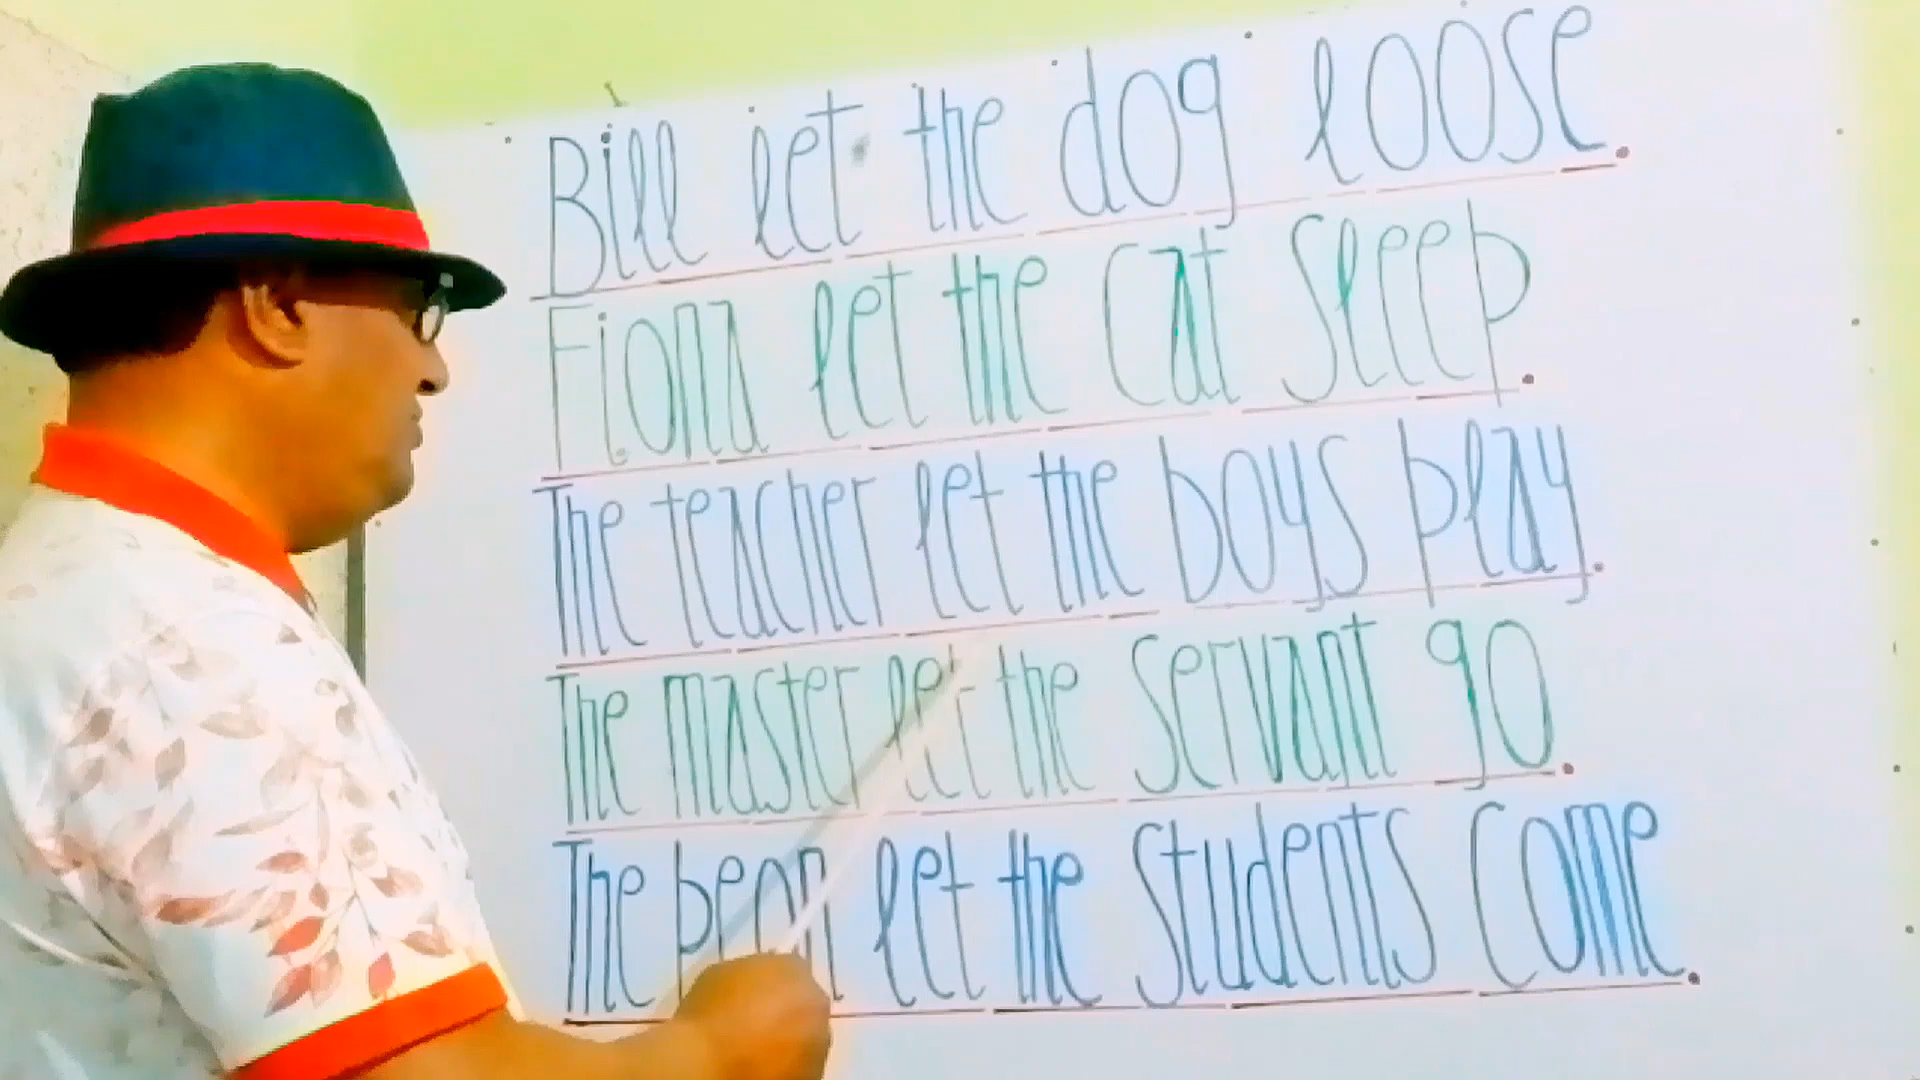 Bill let the dog loose.
Fiona let the cat sleep.
The teacher let the boys play.
The master let the servant go.
The peon let the students come.